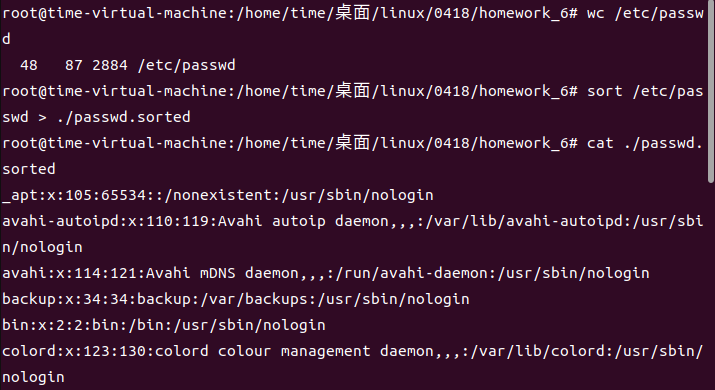 root@time-virtual-machine:/home/time/桌面/linux/0418/homework_6# wc /etc/passw
d
  48   87 2884 /etc/passwd
root@time-virtual-machine:/home/time/桌面/linux/0418/homework_6# sort /etc/pas
swd > ./passwd.sorted
root@time-virtual-machine:/home/time/桌面/linux/0418/homework_6# cat ./passwd.
sorted
_apt:x:105:65534::/nonexistent:/usr/sbin/nologin
avahi-autoipd:x:110:119:Avahi autoip daemon,,,:/var/lib/avahi-autoipd:/usr/sbi
n/nologin
avahi:x:114:121:Avahi mDNS daemon,,,:/run/avahi-daemon:/usr/sbin/nologin
backup:x:34:34:backup:/var/backups:/usr/sbin/nologin
bin:x:2:2:bin:/bin:/usr/sbin/nologin
colord:x:123:130:colord colour management daemon,,,:/var/lib/colord:/usr/sbin/
nologin